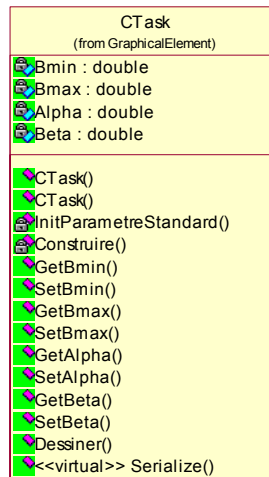 CTask
(from GraphicalElement)
Bmin : double
Bmax : double
Alpha : double
Beta : double
CTask()
CTask()
InitParametreStandard()
Construire()
GetBmin()
SetBmin()
GetBmax()
SetBmax()
GetAlpha()
SetAlpha()
GetBeta()
SetBeta()
Dessiner()
<<virtual>> Serialize()